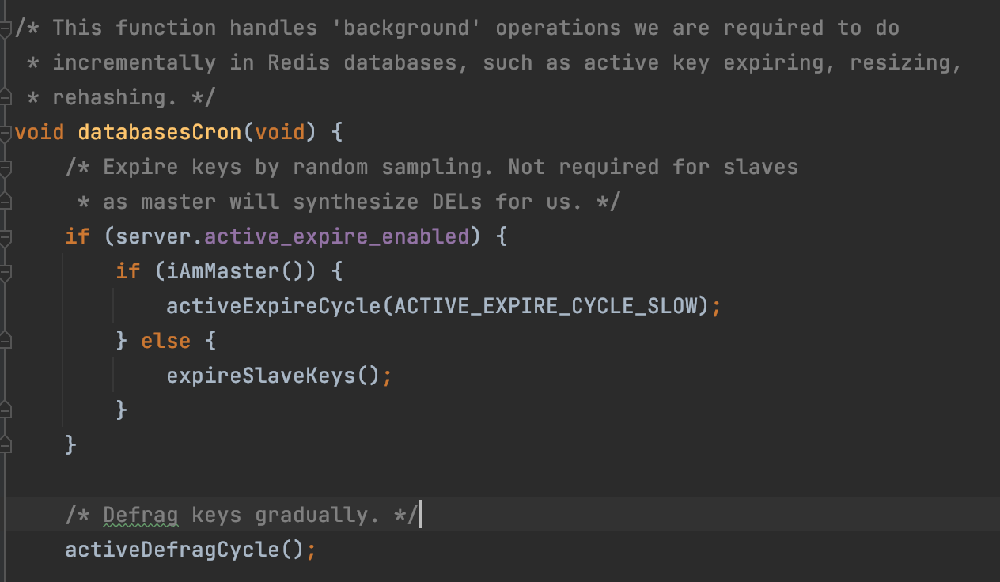 /* This function handles 'background' operations we are required to do
 * incrementally in Redis databases, such as active key expiring, resizing,
 * rehashing. */
void databasesCron(void) {
    /* Expire keys by random sampling. Not required for slaves
     * as master will synthesize DELs for us. */
    if (server.active_expire_enabled) {
        if (iAmMaster()) {
            activeExpireCycle(ACTIVE_EXPIRE_CYCLE_SLOW);
        } else {
            expireSlaveKeys();
        }
    }
    /* Defrag keys gradually. */
    activeDefragCycle();